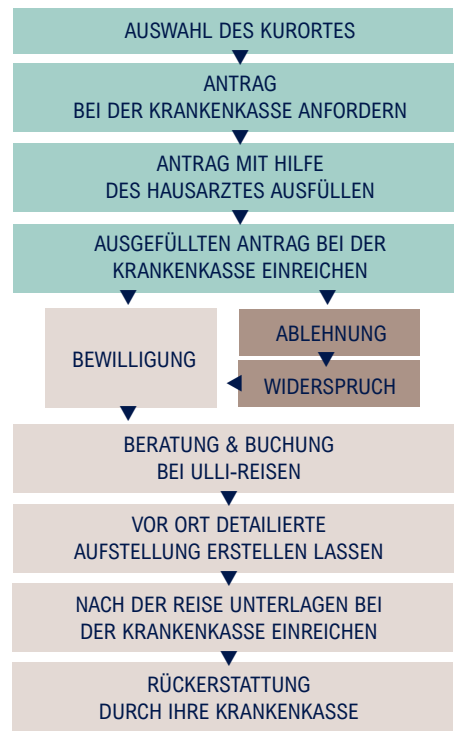 AUSWAHL DES KURORTES
ANTRAG
BEI DER KRANKENKASSE ANFORDERN
ANTRAG MIT HILFE
DES HAUSARZTES AUSFÜLLEN
AUSGEFÜLLTEN ANTRAG BEI DER
KRANKENKASSE EINREICHEN
BEWILLIGUNG
ABLEHNUNG
WIDERSPRUCH
BERATUNG & BUCHUNG
BEI ULLI-REISEN
VOR ORT DETAILIERTE
AUFSTELLUNG ERSTELLEN LASSEN
NACH DER REISE UNTERLAGEN BEI
DER KRANKENKASSE EINREICHEN
RÜCKERSTATTUNG
DURCH IHRE KRANKENKASSE